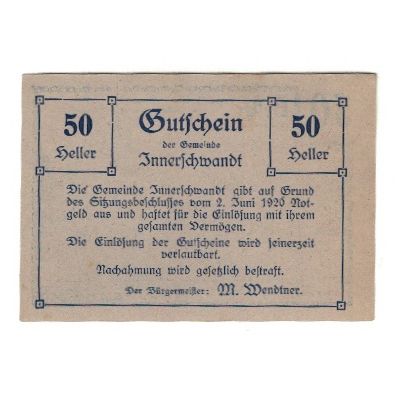 50 Gutschein 50
Heller der Gemeinde Heller
Innerschwandt
Die Gemeinde Innerschwandt gibt auf Grund
des Sitzungsbeschlusses vom 2. Juni 1920 Not-
geld aus und haftet für die Einlösung mit ihrem
gesamten Vermögen.
Die Einlösung der Gutscheine wird seinerzeit
verlautbart.
Nachahmung wird gesetzlich bestraft.
Der Bürgermeister: M. Wendtner.